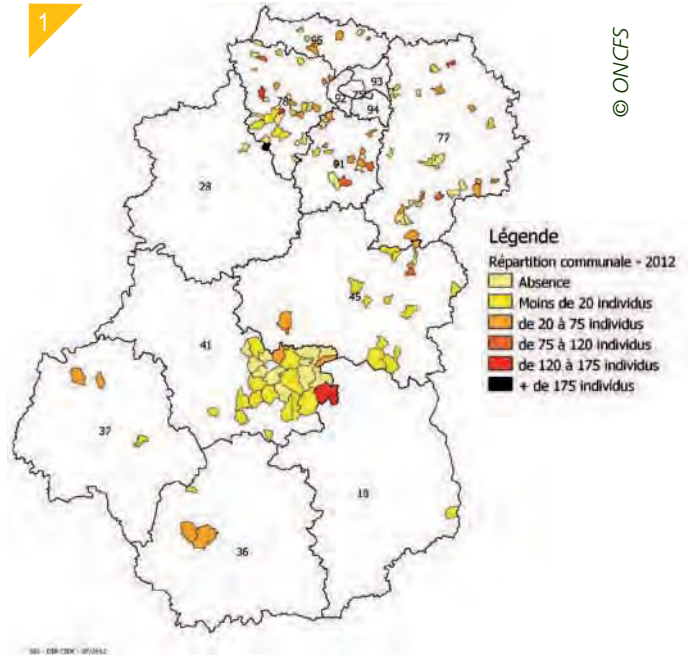 1
© ONCFS
95
93
92
75
94
78
77
91
28
45
41
37
18
36
Légende
Répartition communale - 2012
Absence
Moins de 20 individus
de 20 à 75 individus
de 75 à 120 individus
de 120 à 175 individus
+ de 175 individus